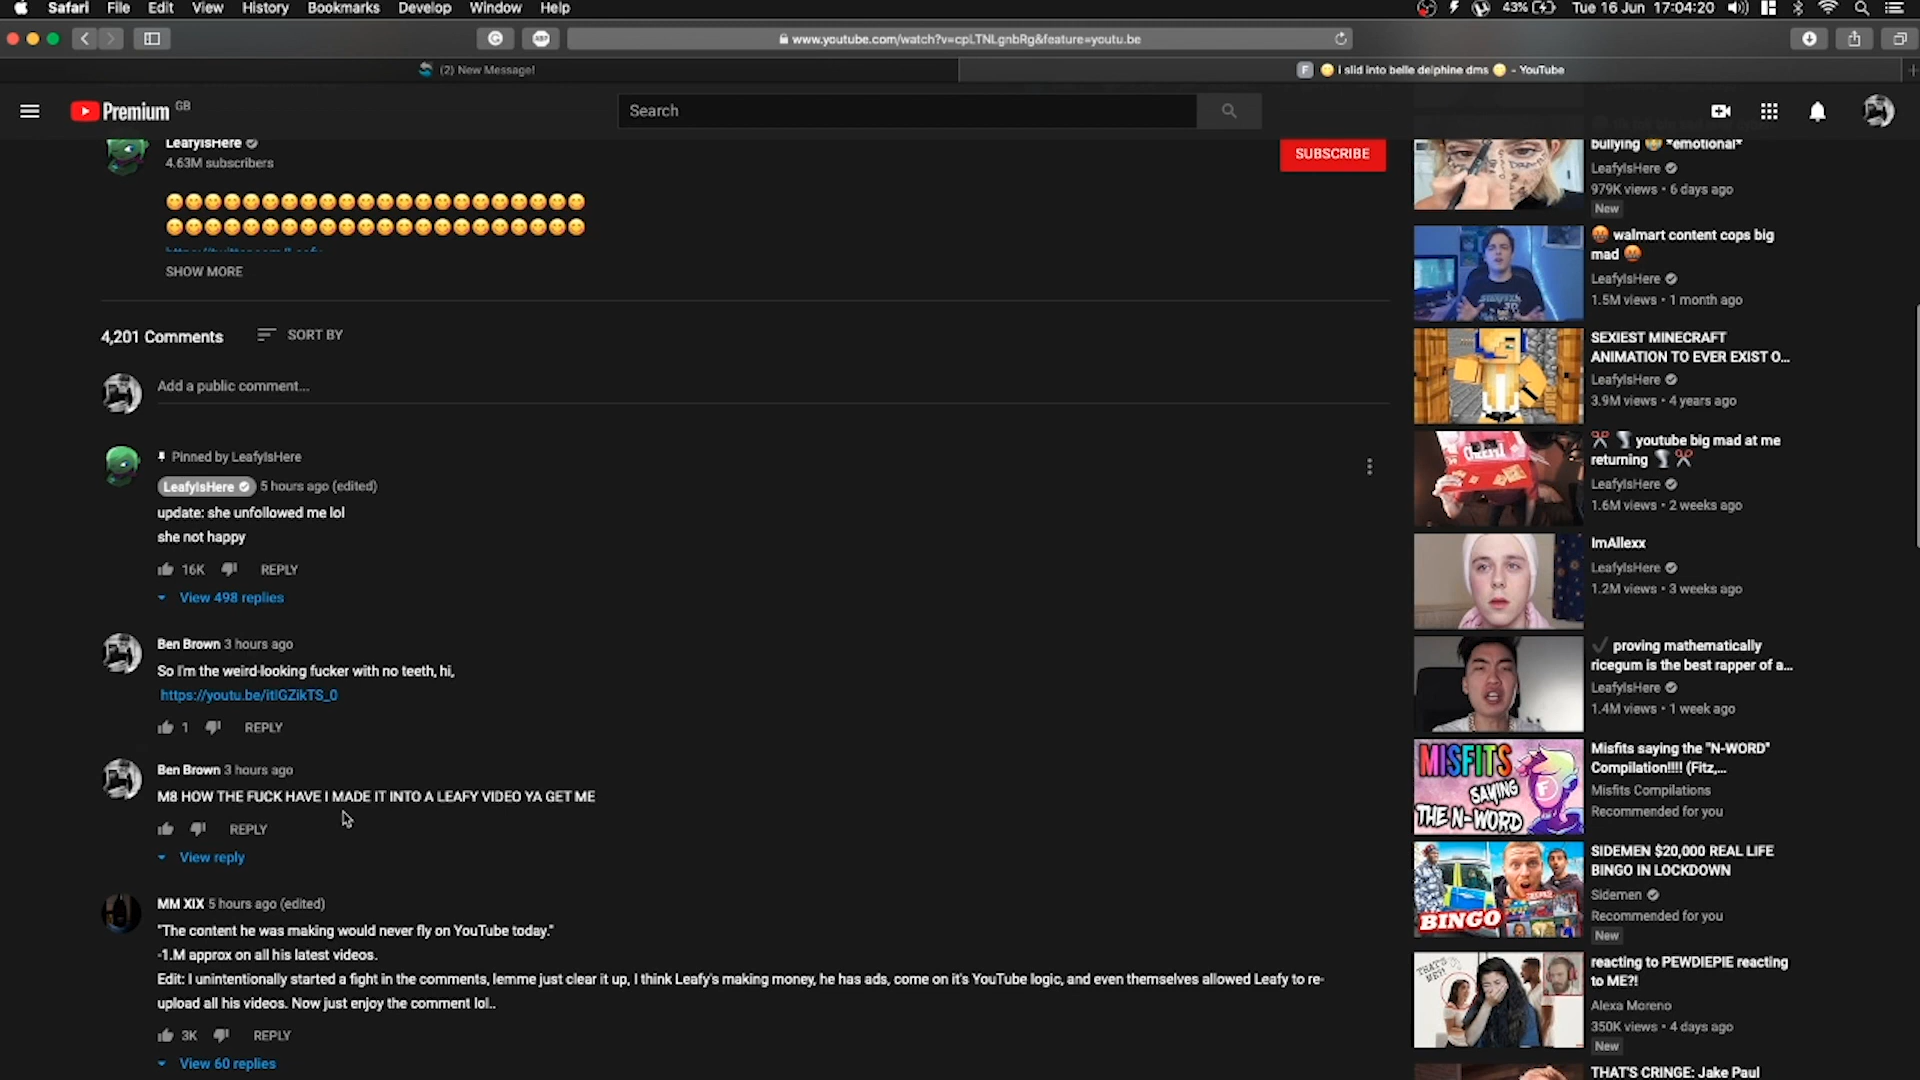 Safari File Edit View History Bookmarks Develop Window Help
43% Tue 16 Jun 17:04:20
www.youtube.com/watch?v=cpLTNLgnbRg&feature=youtu.be
(2) New Message!
😳 i slid into belle delphine dms 😳 - YouTube
Premium GB
Search
LeafyIsHere
4.63M subscribers
SUBSCRIBE
😋😋😋😋😋😋😋😋😋😋😋😋😋😋😋😋😋😋😋😋😋😋
😋😋😋😋😋😋😋😋😋😋😋😋😋😋😋😋😋😋😋😋😋😋
SHOW MORE
4,201 Comments SORT BY
Add a public comment...
Pinned by LeafyIsHere
LeafyIsHere 5 hours ago (edited)
update: she unfollowed me lol
she not happy
16K REPLY
View 498 replies
Ben Brown 3 hours ago
So I'm the weird-looking fucker with no teeth, hi,
https://youtu.be/itIGZikTS_0
1 REPLY
Ben Brown 3 hours ago
M8 HOW THE FUCK HAVE I MADE IT INTO A LEAFY VIDEO YA GET ME
REPLY
View reply
MM XIX 5 hours ago (edited)
"The content he was making would never fly on YouTube today."
-1.M approx on all his latest videos.
Edit: I unintentionally started a fight in the comments, lemme just clear it up, I think Leafy's making money, he has ads, come on it's YouTube logic, and even themselves allowed Leafy to re-
upload all his videos. Now just enjoy the comment lol..
3K REPLY
View 60 replies
bullying 😭 *emotional*
LeafyIsHere
979K views • 6 days ago
New
🤬 walmart content cops big
mad 🤬
LeafyIsHere
1.5M views • 1 month ago
SEXIEST MINECRAFT
ANIMATION TO EVER EXIST O...
LeafyIsHere
3.9M views • 4 years ago
✂️ 🌪 youtube big mad at me
returning 🌪 ✂️
LeafyIsHere
1.6M views • 2 weeks ago
ImAllexx
LeafyIsHere
1.2M views • 3 weeks ago
✔️ proving mathematically
ricegum is the best rapper of a...
LeafyIsHere
1.4M views • 1 week ago
MISFITS
SAYING
THE N-WORD
Misfits saying the "N-WORD"
Compilation!!!! (Fitz,...
Misfits Compilations
Recommended for you
BINGO
SIDEMEN $20,000 REAL LIFE
BINGO IN LOCKDOWN
Sidemen
Recommended for you
New
THAT'S
ME?!
reacting to PEWDIEPIE reacting
to ME?!
Alexa Moreno
350K views • 4 days ago
New
THAT'S CRINGE: Jake Paul